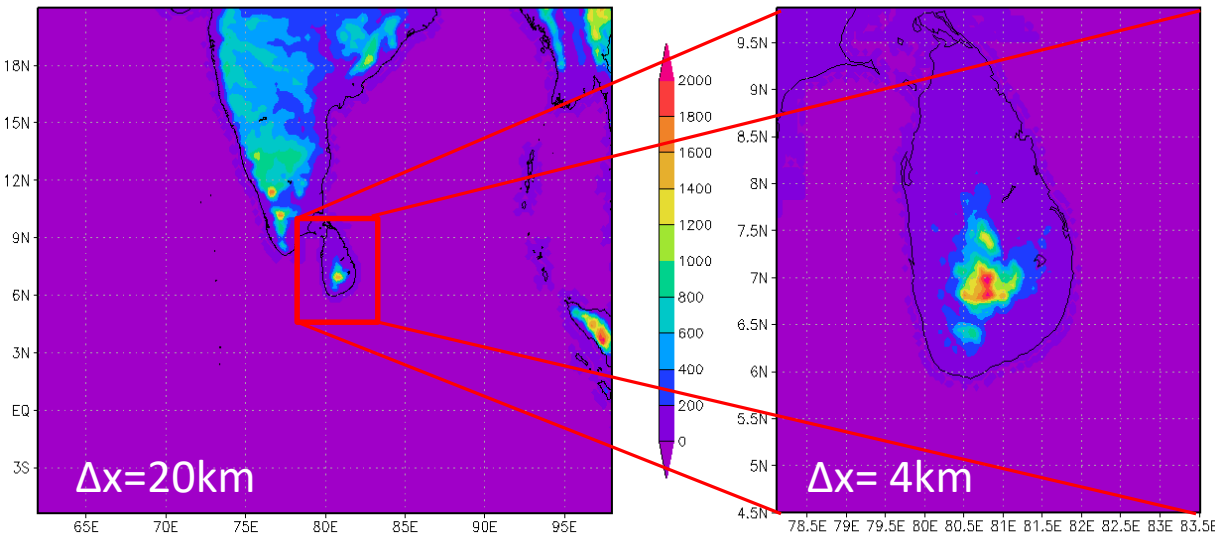 18N
15N
12N
9N
6N
3N
EQ
3S
65E 70E 75E 80E 85E 90E 95E
Δx=20km
2000
1800
1600
1400
1200
1000
800
600
400
200
0
9.5N
9N
8.5N
8N
7.5N
7N
6.5N
6N
5.5N
5N
4.5N
78.5E 79E 79.5E 80E 80.5E 81E 81.5E 82E 82.5E 83E 83.5E
Δx= 4km